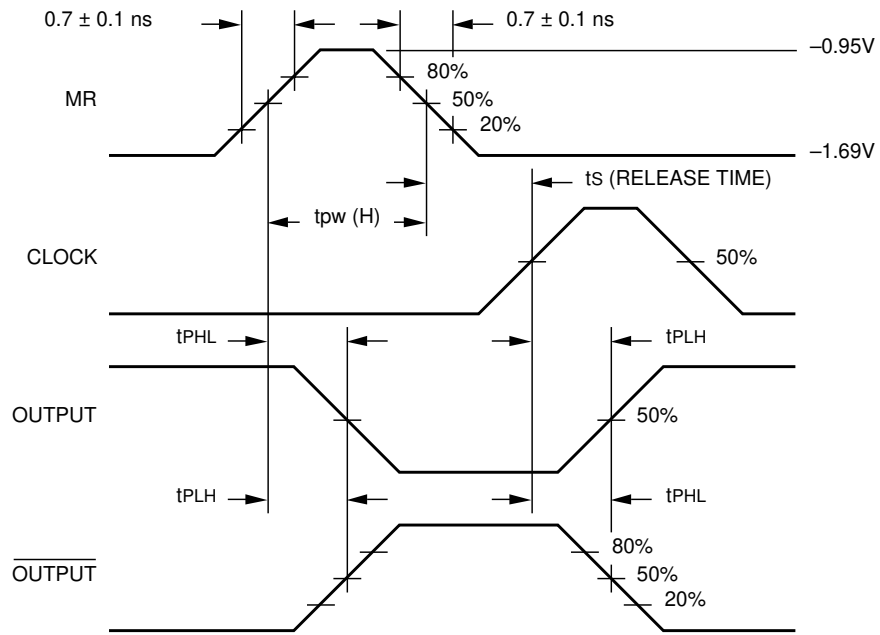 0.7 ± 0.1 ns 0.7 ± 0.1 ns
–0.95V
80%
MR 50%
20%
–1.69V
tS (RELEASE TIME)
tpw (H)
CLOCK 50%
tPHL tPLH
OUTPUT 50%
tPLH tPHL
80%
OUTPUT 50%
20%